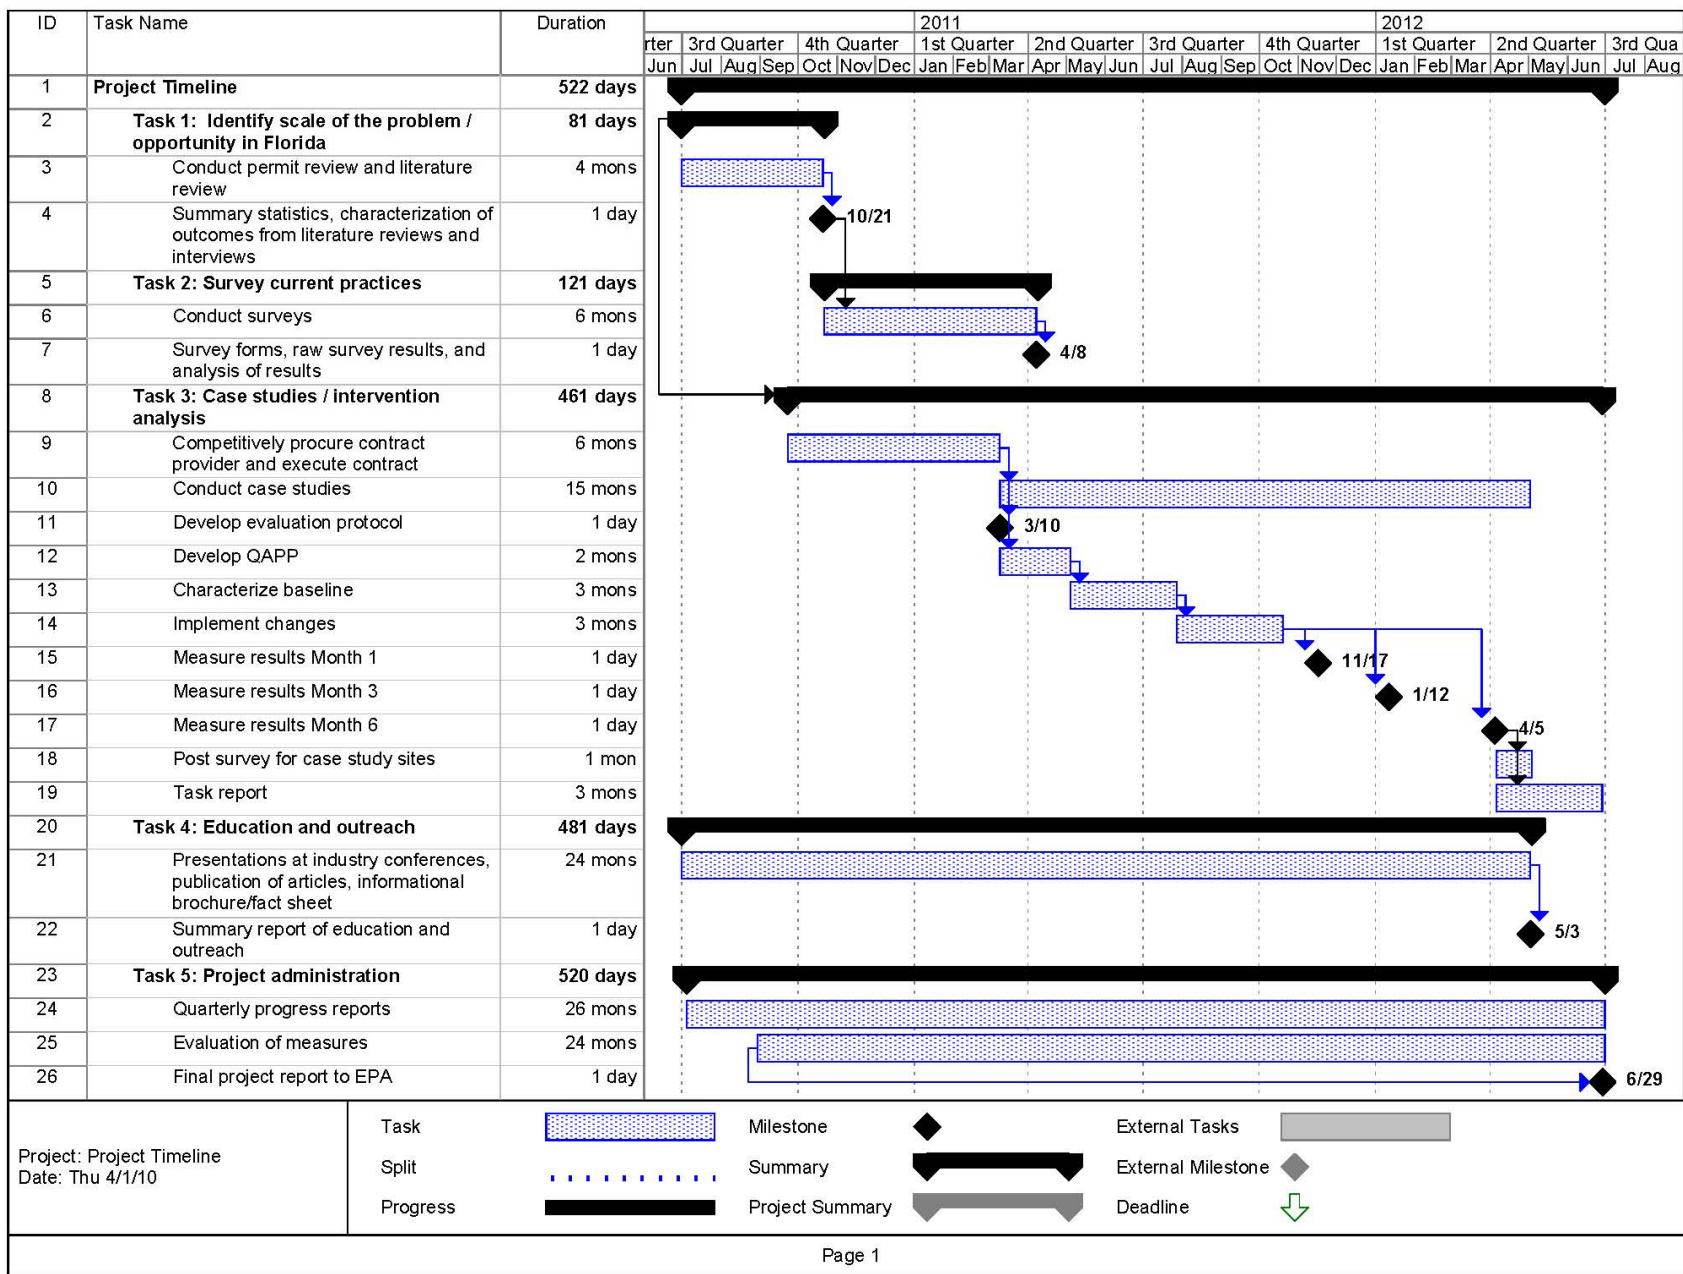 ID Task Name Duration 2011 2012
rter 3rd Quarter 4th Quarter 1st Quarter 2nd Quarter 3rd Quarter 4th Quarter 1st Quarter 2nd Quarter 3rd Qua
Jun Jul Aug Sep Oct Nov Dec Jan Feb Mar Apr May Jun Jul Aug Sep Oct Nov Dec Jan Feb Mar Apr May Jun Jul Aug
1 Project Timeline 522 days
2 Task 1: Identify scale of the problem / 81 days
opportunity in Florida
3 Conduct permit review and literature 4 mons
review
4 Summary statistics, characterization of 1 day 10/21
outcomes from literature reviews and
interviews
5 Task 2: Survey current practices 121 days
6 Conduct surveys 6 mons
7 Survey forms, raw survey results, and 1 day 4/8
analysis of results
8 Task 3: Case studies / intervention 461 days
analysis
9 Competitively procure contract 6 mons
provider and execute contract
10 Conduct case studies 15 mons
11 Develop evaluation protocol 1 day 3/10
12 Develop QAPP 2 mons
13 Characterize baseline 3 mons
14 Implement changes 3 mons
15 Measure results Month 1 1 day 11/17
16 Measure results Month 3 1 day 1/12
17 Measure results Month 6 1 day 4/5
18 Post survey for case study sites 1 mon
19 Task report 3 mons
20 Task 4: Education and outreach 481 days
21 Presentations at industry conferences, 24 mons
publication of articles, informational
brochure/fact sheet
22 Summary report of education and 1 day 5/3
outreach
23 Task 5: Project administration 520 days
24 Quarterly progress reports 26 mons
25 Evaluation of measures 24 mons
26 Final project report to EPA 1 day 6/29
Project: Project Timeline
Date: Thu 4/1/10
Task Milestone External Tasks
Split Summary External Milestone
Progress Project Summary Deadline
Page 1